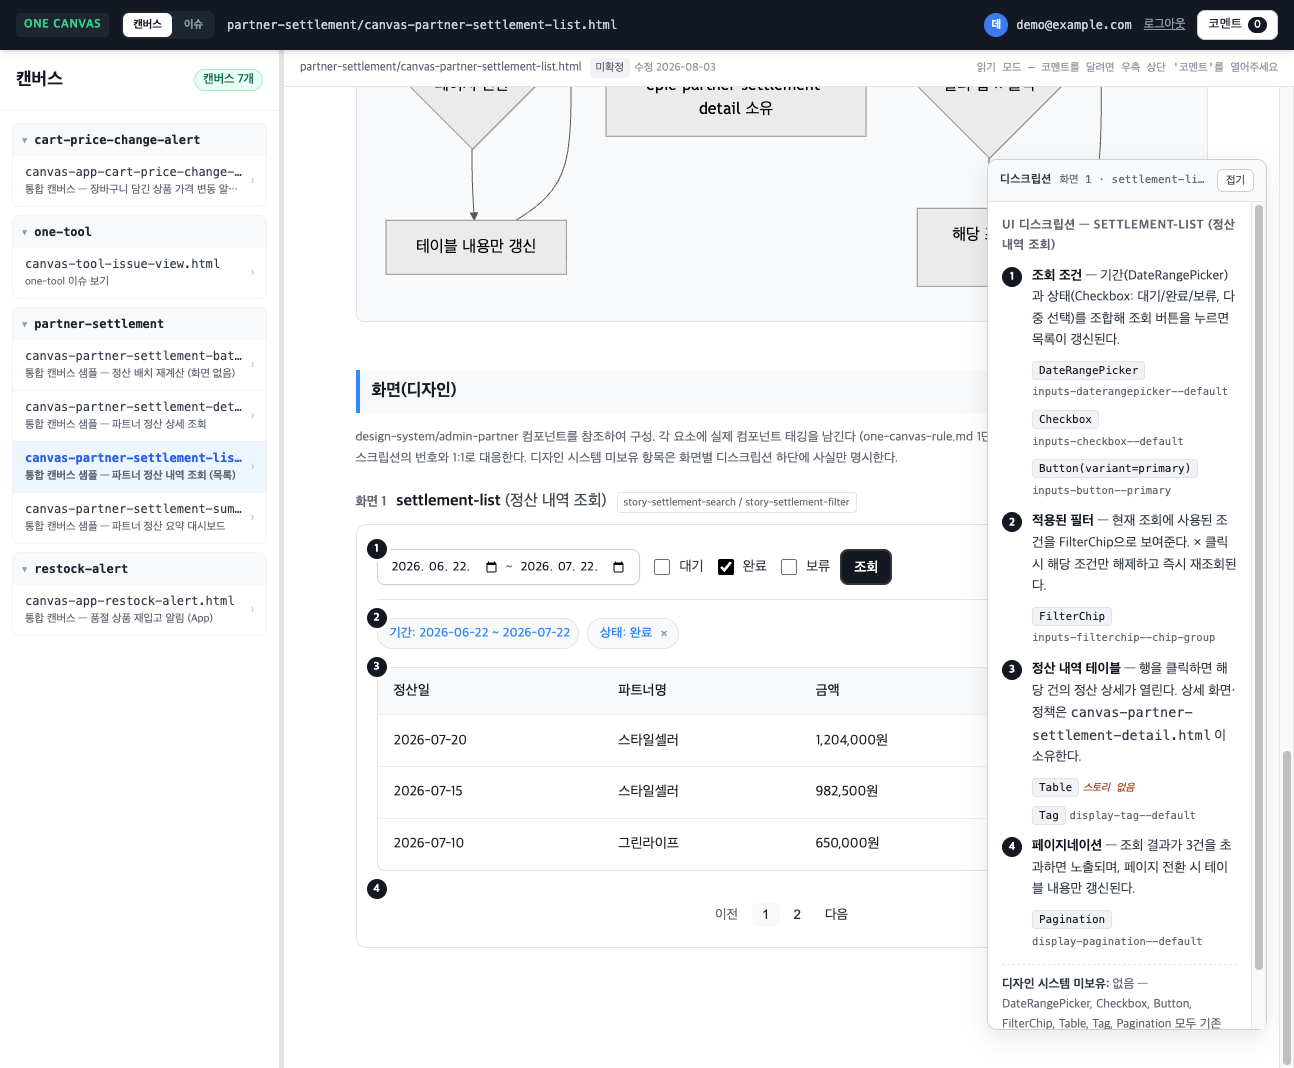 ONE CANVAS
캔버스
이슈
partner-settlement/canvas-partner-settlement-list.html
데
demo@example.com
로그아웃
코멘트 0
캔버스
캔버스 7개
▼ cart-price-change-alert
canvas-app-cart-price-change-…
통합 캔버스 — 장바구니 담긴 상품 가격 변동 알…
▼ one-tool
canvas-tool-issue-view.html
one-tool 이슈 보기
▼ partner-settlement
canvas-partner-settlement-bat…
통합 캔버스 샘플 — 정산 배치 재계산 (화면 없음)
canvas-partner-settlement-det…
통합 캔버스 샘플 — 파트너 정산 상세 조회
canvas-partner-settlement-lis…
통합 캔버스 샘플 — 파트너 정산 내역 조회 (목록)
canvas-partner-settlement-sum…
통합 캔버스 샘플 — 파트너 정산 요약 대시보드
▼ restock-alert
canvas-app-restock-alert.html
통합 캔버스 — 품절 상품 재입고 알림 (App)
partner-settlement/canvas-partner-settlement-list.html 미확정 수정 2026-08-03
읽기 모드 — 코멘트를 달려면 우측 상단 '코멘트'를 열어주세요
epic partner-settlement
detail 소유
테이블 내용만 갱신
해당
화면(디자인)
design-system/admin-partner 컴포넌트를 참조하여 구성. 각 요소에 실제 컴포넌트 태깅을 남긴다 (one-canvas-rule.md 1단
스크립션의 번호와 1:1로 대응한다. 디자인 시스템 미보유 항목은 화면별 디스크립션 하단에 사실만 명시한다.
화면 1 settlement-list (정산 내역 조회) story-settlement-search / story-settlement-filter
1
2026. 06. 22. ~ 2026. 07. 22. 대기 완료 보류 조회
2
기간: 2026-06-22 ~ 2026-07-22 상태: 완료 ×
3
정산일 파트너명 금액
2026-07-20 스타일셀러 1,204,000원
2026-07-15 스타일셀러 982,500원
2026-07-10 그린라이프 650,000원
4
이전 1 2 다음
디스크립션 화면 1 · settlement-li… 접기
UI 디스크립션 — SETTLEMENT-LIST (정산
내역 조회)
1 조회 조건 — 기간(DateRangePicker)
과 상태(Checkbox: 대기/완료/보류, 다
중 선택)를 조합해 조회 버튼을 누르면
목록이 갱신된다.
DateRangePicker
inputs-daterangepicker--default
Checkbox
inputs-checkbox--default
Button(variant=primary)
inputs-button--primary
2 적용된 필터 — 현재 조회에 사용된 조
건을 FilterChip으로 보여준다. × 클릭
시 해당 조건만 해제하고 즉시 재조회된
다.
FilterChip
inputs-filterchip--chip-group
3 정산 내역 테이블 — 행을 클릭하면 해
당 건의 정산 상세가 열린다. 상세 화면·
정책은 canvas-partner-
settlement-detail.html 이
소유한다.
Table 스토리 없음
Tag display-tag--default
4 페이지네이션 — 조회 결과가 3건을 초
과하면 노출되며, 페이지 전환 시 테이
블 내용만 갱신된다.
Pagination
display-pagination--default
디자인 시스템 미보유: 없음 —
DateRangePicker, Checkbox, Button,
FilterChip, Table, Tag, Pagination 모두 기존